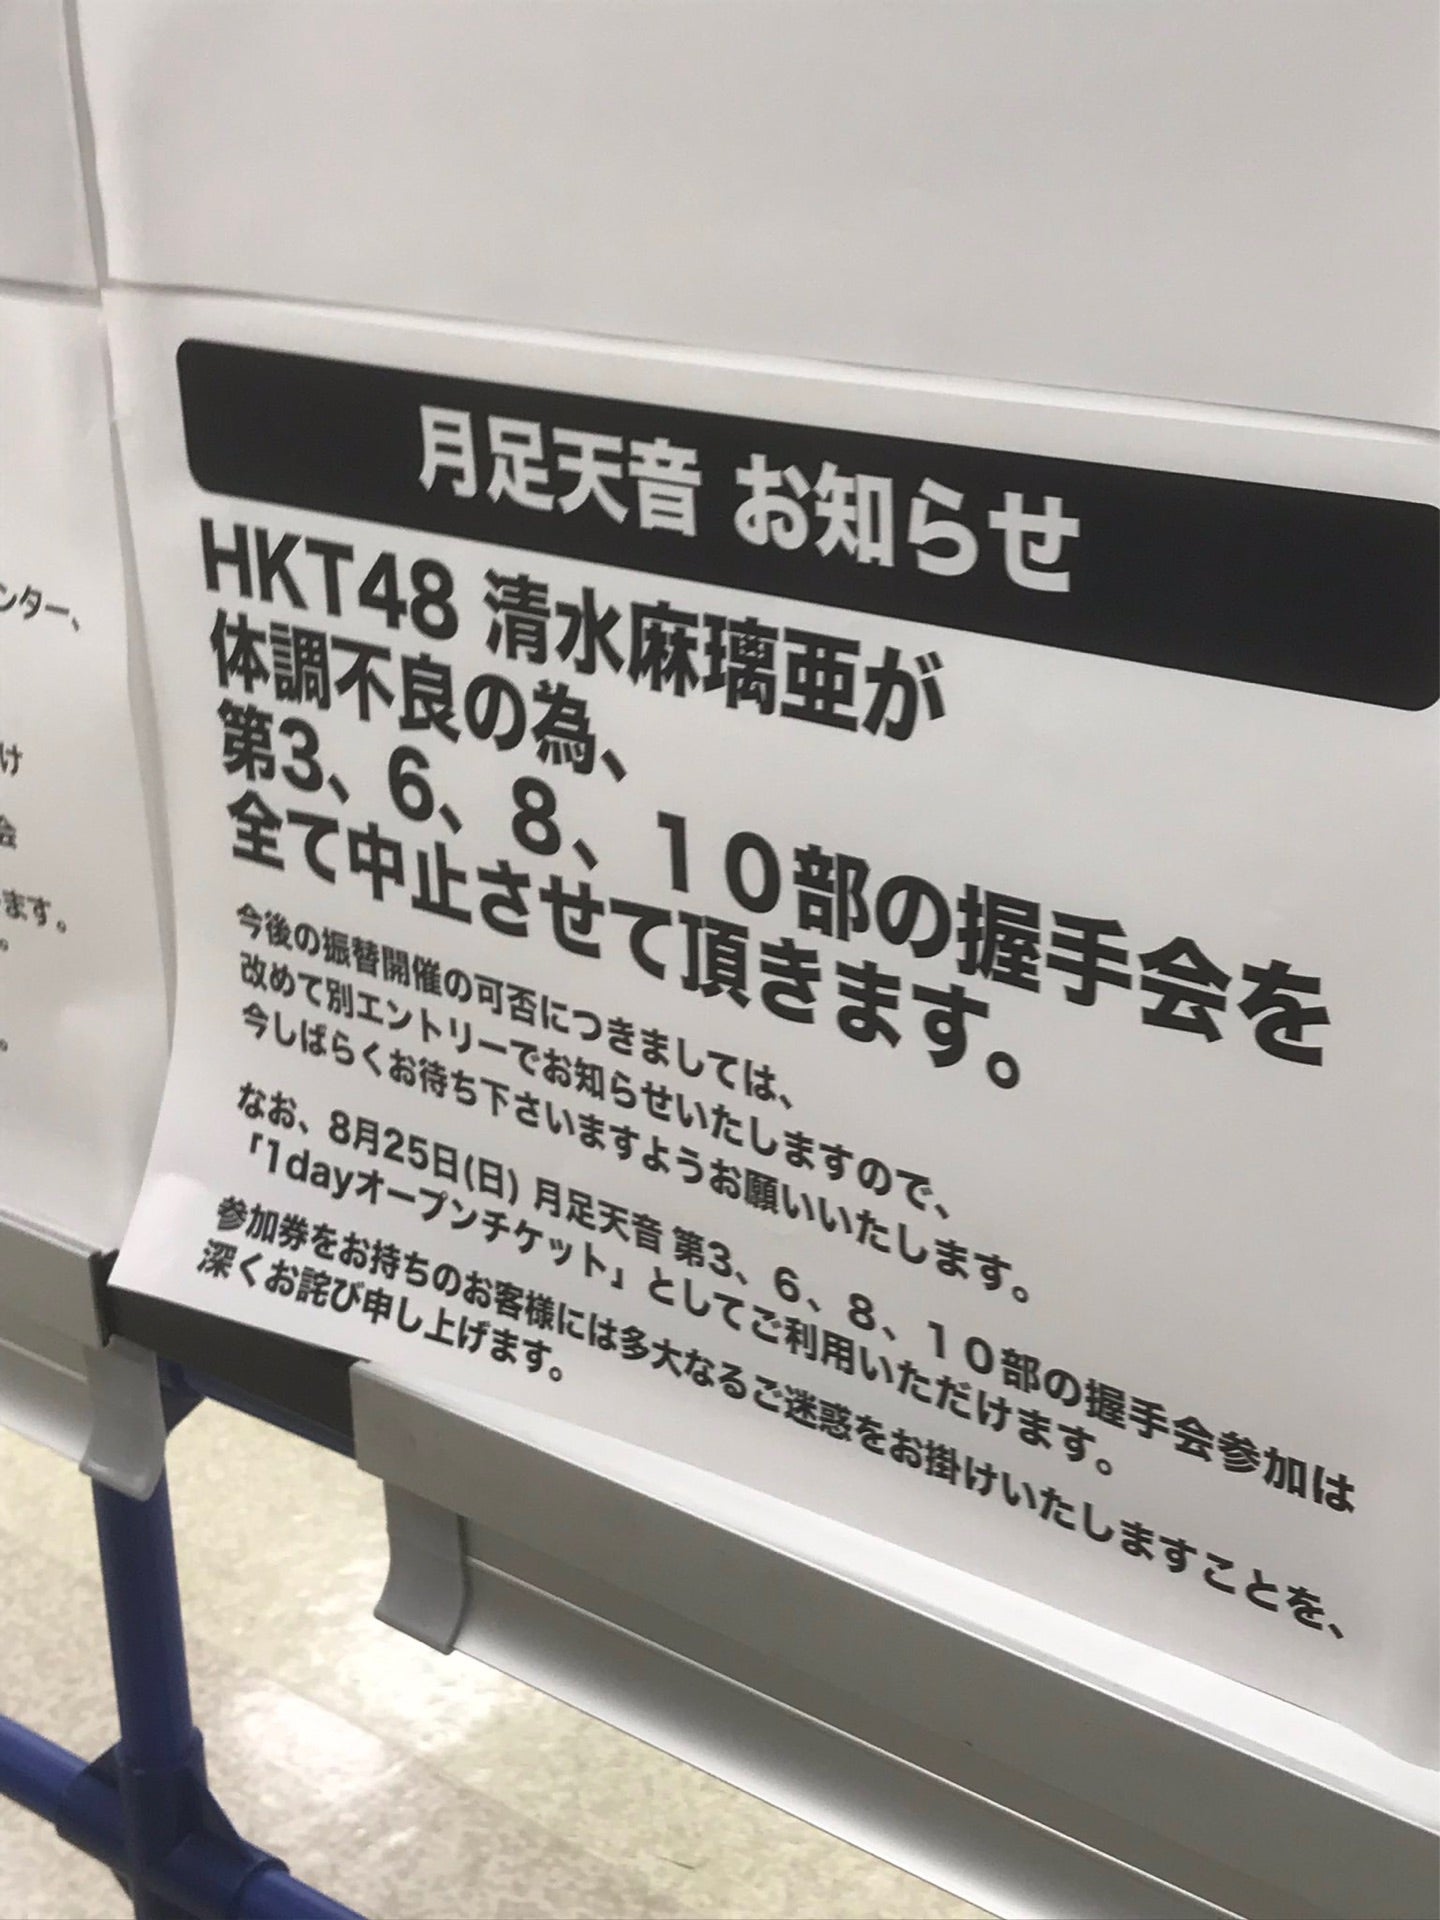 月足天音 お知らせ
HKT48 清水麻璃亜が
体調不良の為、
第3、6、8、10部の握手会を
全て中止させて頂きます。
今後の振替開催の可否につきましては、
改めて別エントリーでお知らせいたしますので、
今しばらくお待ち下さいますようお願いいたします。
なお、8月25日(日) 月足天音 第3、6、8、10部の握手会参加は
「1dayオープンチケット」としてご利用いただけます。
参加券をお持ちのお客様には多大なるご迷惑をお掛けいたしますことを、
深くお詫び申し上げます。
ンター、
け
会
ます。